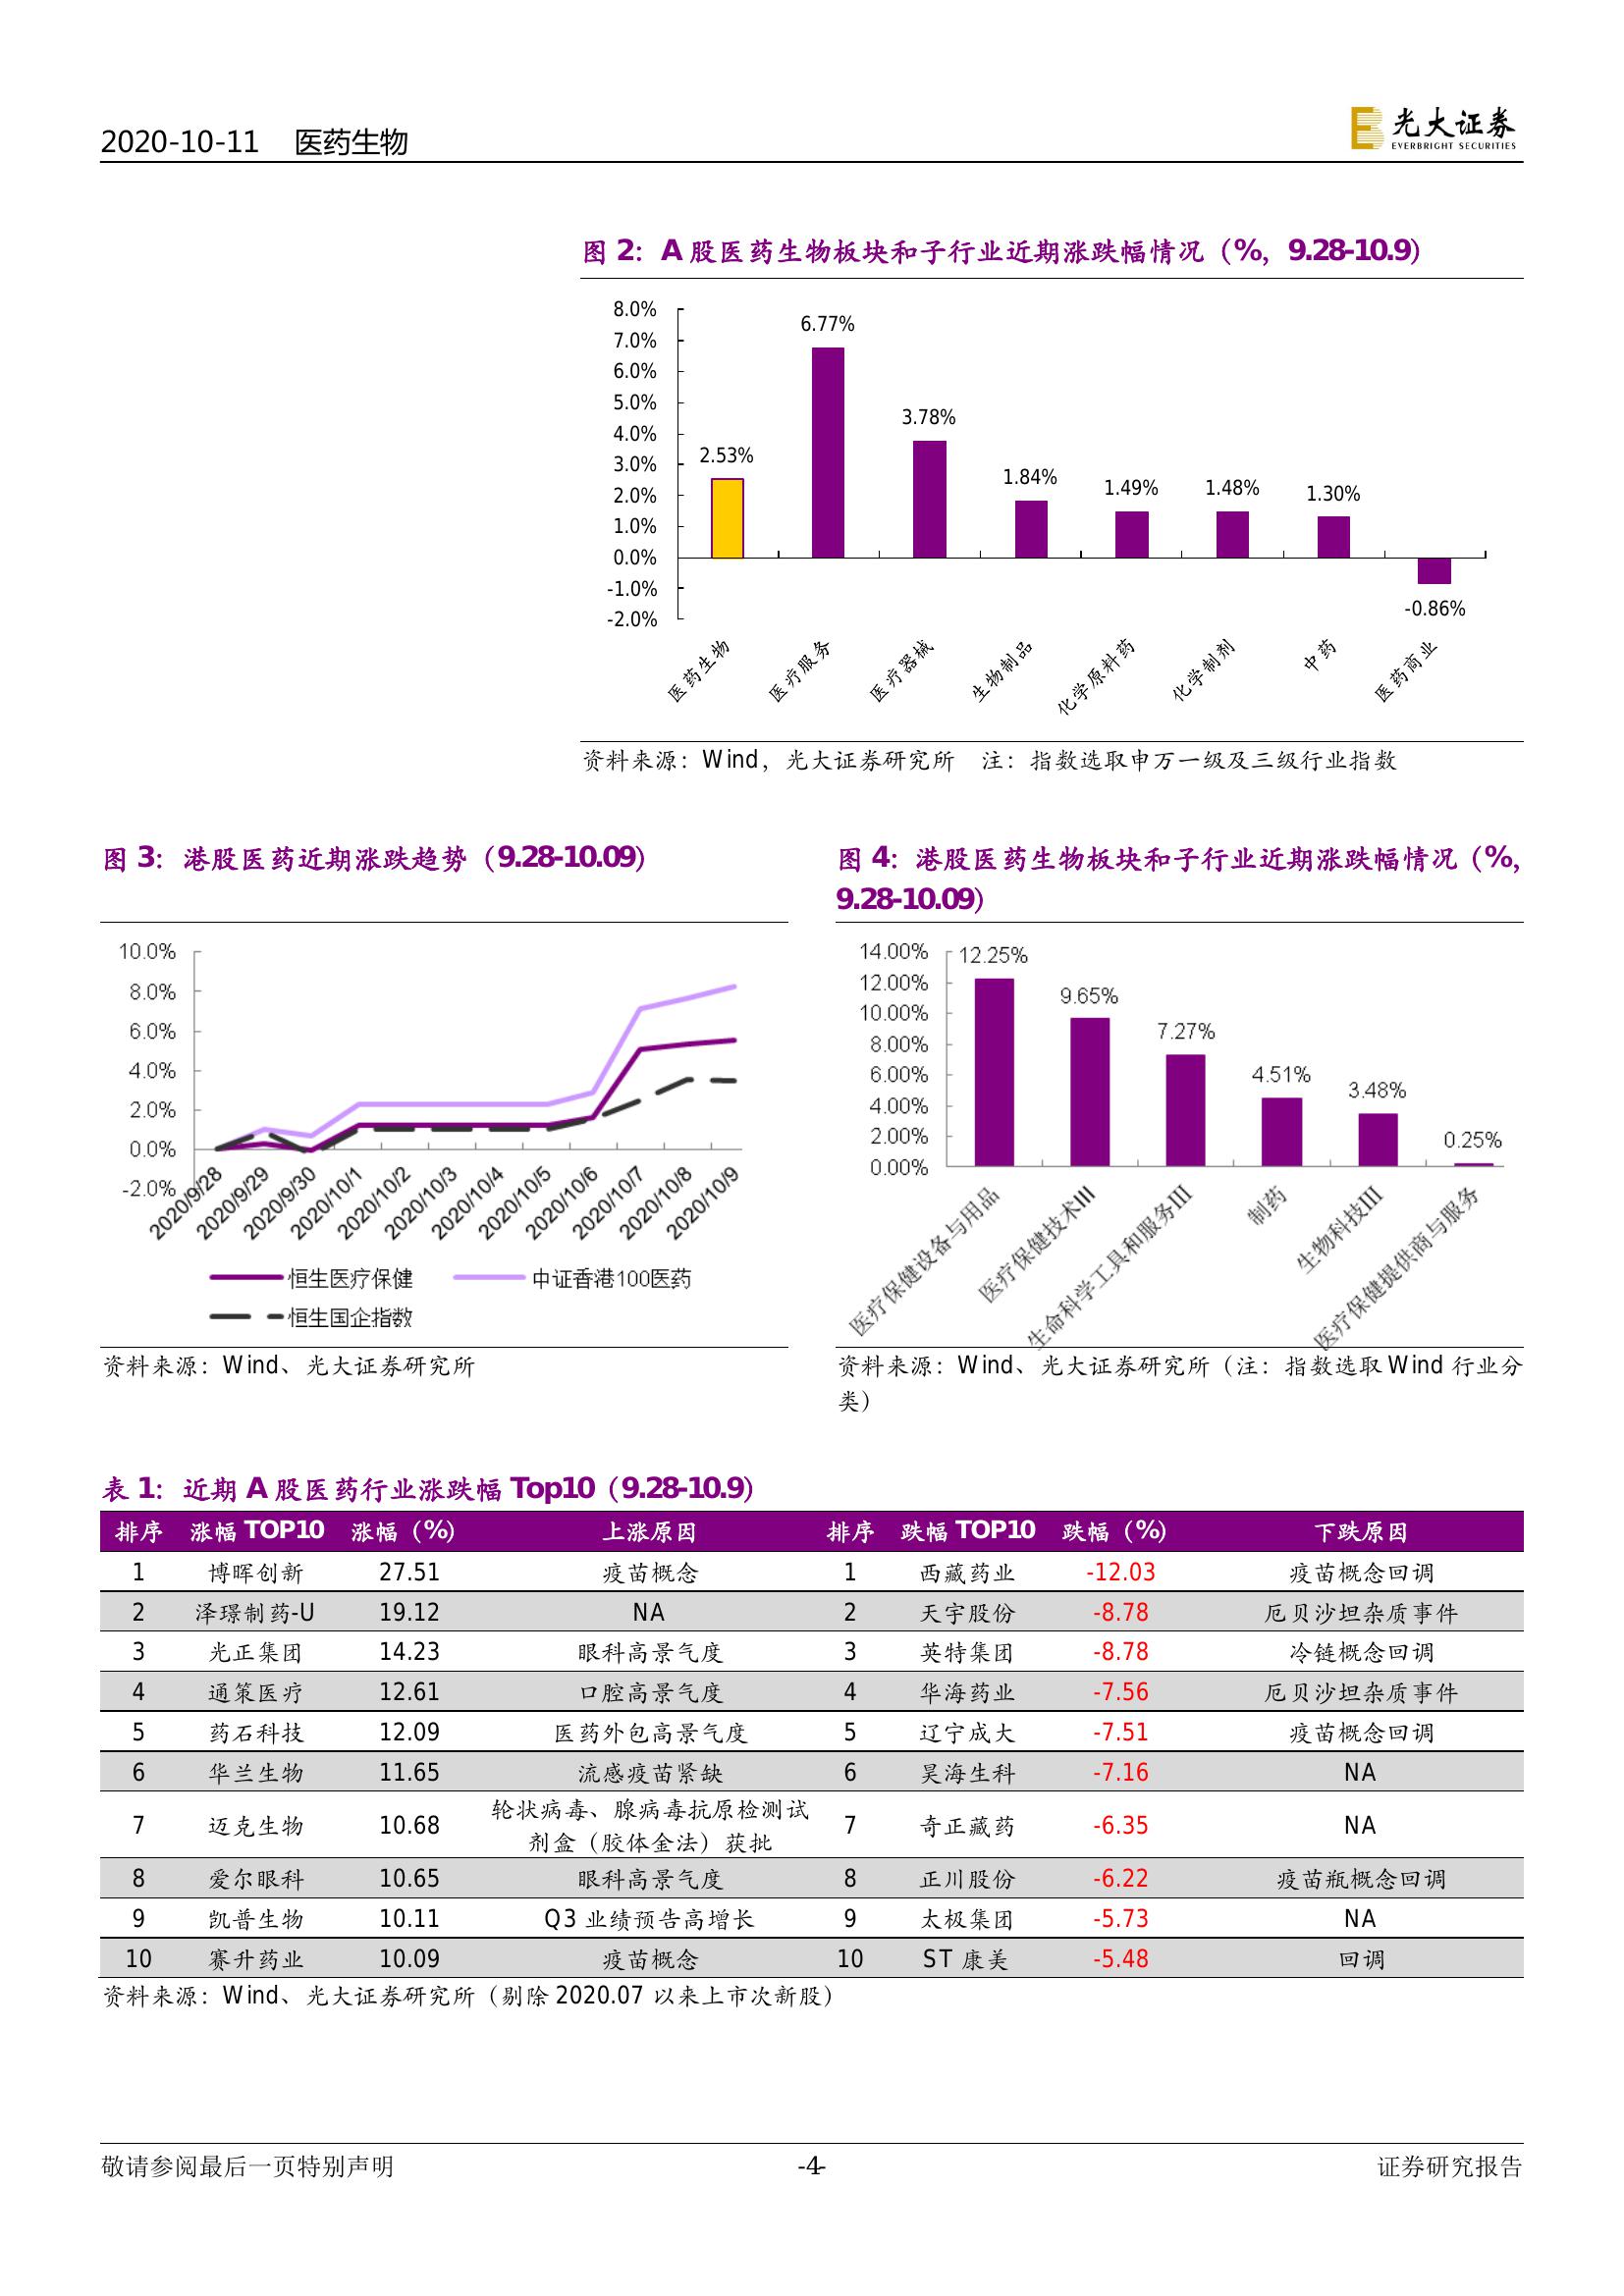 2020-10-11 医药生物
光大证券
EVERBRIGHT SECURITIES
图 2：A 股医药生物板块和子行业近期涨跌幅情况（%，9.28-10.9）
8.0%
7.0%
6.0%
5.0%
4.0%
3.0%
2.0%
1.0%
0.0%
-1.0%
-2.0%
2.53%
6.77%
3.78%
1.84%
1.49%
1.48%
1.30%
-0.86%
医药生物
医疗服务
医疗器械
生物制品
化学原料药
化学制剂
中药
医药商业
资料来源：Wind，光大证券研究所 注：指数选取申万一级及三级行业指数
图 3：港股医药近期涨跌趋势（9.28-10.09）
10.0%
8.0%
6.0%
4.0%
2.0%
0.0%
-2.0%
2020/9/28
2020/9/29
2020/9/30
2020/10/1
2020/10/2
2020/10/3
2020/10/4
2020/10/5
2020/10/6
2020/10/7
2020/10/8
2020/10/9
恒生医疗保健
中证香港100医药
恒生国企指数
资料来源：Wind、光大证券研究所
图 4：港股医药生物板块和子行业近期涨跌幅情况（%，
9.28-10.09）
14.00%
12.00%
10.00%
8.00%
6.00%
4.00%
2.00%
0.00%
12.25%
9.65%
7.27%
4.51%
3.48%
0.25%
医疗保健设备与用品
医疗保健技术III
生命科学工具和服务III
制药
生物科技III
医疗保健提供商与服务
资料来源：Wind、光大证券研究所（注：指数选取 Wind 行业分
类）
表 1：近期 A 股医药行业涨跌幅 Top10（9.28-10.9）
排序 涨幅 TOP10 涨幅（%） 上涨原因 排序 跌幅 TOP10 跌幅（%） 下跌原因
1 博晖创新 27.51 疫苗概念 1 西藏药业 -12.03 疫苗概念回调
2 泽璟制药-U 19.12 NA 2 天宇股份 -8.78 厄贝沙坦杂质事件
3 光正集团 14.23 眼科高景气度 3 英特集团 -8.78 冷链概念回调
4 通策医疗 12.61 口腔高景气度 4 华海药业 -7.56 厄贝沙坦杂质事件
5 药石科技 12.09 医药外包高景气度 5 辽宁成大 -7.51 疫苗概念回调
6 华兰生物 11.65 流感疫苗紧缺 6 昊海生科 -7.16 NA
7 迈克生物 10.68 轮状病毒、腺病毒抗原检测试
剂盒（胶体金法）获批 7 奇正藏药 -6.35 NA
8 爱尔眼科 10.65 眼科高景气度 8 正川股份 -6.22 疫苗瓶概念回调
9 凯普生物 10.11 Q3 业绩预告高增长 9 太极集团 -5.73 NA
10 赛升药业 10.09 疫苗概念 10 ST 康美 -5.48 回调
资料来源：Wind、光大证券研究所（剔除 2020.07 以来上市次新股）
敬请参阅最后一页特别声明
-4-
证券研究报告